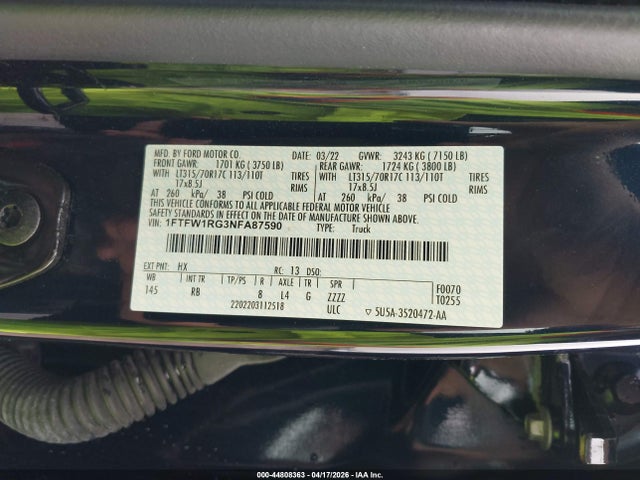 MFD. BY FORD MOTOR CO.
DATE: 03/22 GVWR: 3243 KG ( 7150 LB)
FRONT GAWR: 1701 KG ( 3750 LB)
REAR GAWR: 1724 KG ( 3800 LB)
WITH LT315/70R17C 113/110T TIRES
WITH LT315/70R17C 113/110T TIRES
17x8.5J RIMS
17x8.5J RIMS
AT 260 kPa/ 38 PSI COLD
AT 260 kPa/ 38 PSI COLD
THIS VEHICLE CONFORMS TO ALL APPLICABLE FEDERAL MOTOR VEHICLE
SAFETY AND THEFT PREVENTION STANDARDS IN EFFECT ON THE DATE OF MANUFACTURE SHOWN ABOVE.
VIN: 1FTFW1RG3NFA87590 TYPE: Truck
EXT PNT: HX RC: 13 DSO: F0070
WB INT TR TP/PS R AXLE TR SPR T0255
145 RB 8 L4 G ZZZZ
2202203112518 ULC ▽ 5U5A-3520472-AA
000-44808363 - 04/17/2026 - IAA Inc.